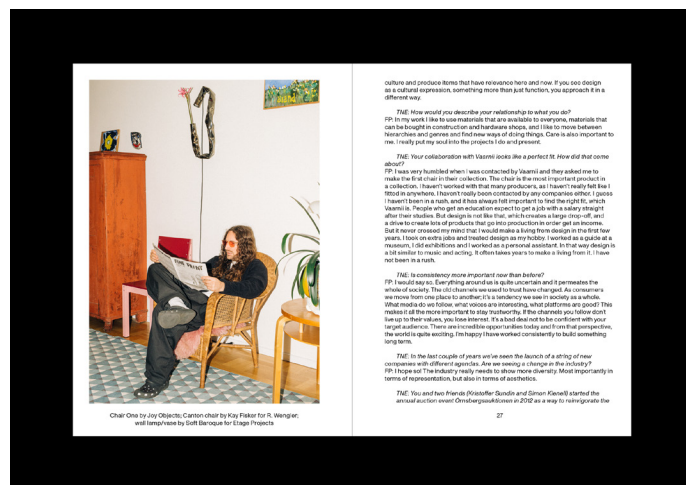 THE PRINT
Chair One by Joy Objects; Canton chair by Kay Fisker for R. Wengler;
wall lamp/vase by Soft Baroque for Etage Projects
culture and produce items that have relevance here and now. If you see design
as a cultural expression, something more than just function, you approach it in a
different way.
TNE: How would you describe your relationship to what you do?
FP: In my work I like to use materials that are available to everyone, materials that
can be bought in construction and hardware shops, and I like to move between
hierarchies and genres and find new ways of doing things. Care is also important to
me. I really put my soul into the projects I do and present.
TNE: Your collaboration with Vaarnii looks like a perfect fit. How did that come
about?
FP: I was very humbled when I was contacted by Vaarnii and they asked me to
make the first chair in their collection. The chair is the most important product in
a collection. I haven't worked with that many producers, as I haven't really felt like I
fitted in anywhere. I haven't really been contacted by any companies either. I guess
I haven't been in a rush, and it has always felt important to find the right fit, which
Vaarnii is. People who get an education expect to get a job with a salary straight
after their studies. But design is not like that, which creates a large drop-off, and
a drive to create lots of products that go into production in order get an income.
But it never crossed my mind that I would make a living from design in the first few
years. I took on extra jobs and treated design as my hobby. I worked as a guide at a
museum, I did exhibitions and I worked as a personal assistant. In that way design is
a bit similar to music and acting. It often takes years to make a living from it. I have
not been in a rush.
TNE: Is consistency more important now than before?
FP: I would say so. Everything around us is quite uncertain and it permeates the
whole of society. The old channels we used to trust have changed. As consumers
we move from one place to another; it's a tendency we see in society as a whole.
What media do we follow, what voices are interesting, what platforms are good? This
makes it all the more important to stay trustworthy. If the channels you follow don't
live up to their values, you lose interest. It's a bad deal not to be confident with your
target audience. There are incredible opportunities today and from that perspective,
the world is quite exciting. I'm happy I have worked consistently to build something
long term.
TNE: In the last couple of years we've seen the launch of a string of new
companies with different agendas. Are we seeing a change in the industry?
FP: I hope so! The industry really needs to show more diversity. Most importantly in
terms of representation, but also in terms of aesthetics.
TNE: You and two friends (Kristoffer Sundin and Simon Klenell) started the
annual auction event Örnsbergsauktionen in 2012 as a way to reinvigorate the
27